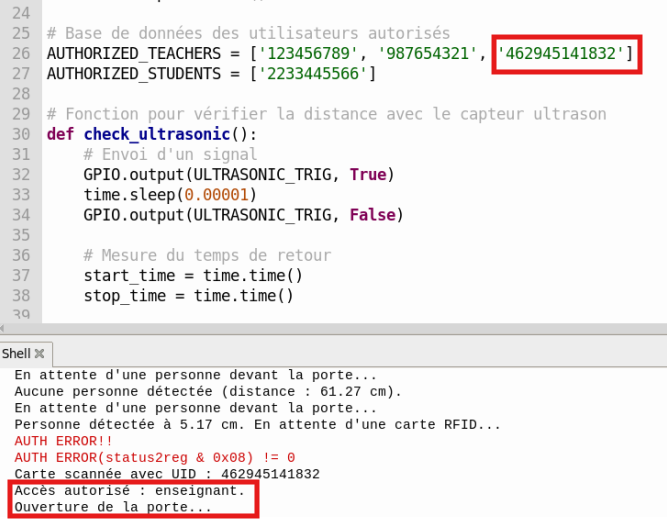 24
25 # Base de données des utilisateurs autorisés
26 AUTHORIZED_TEACHERS = ['123456789', '987654321', '462945141832']
27 AUTHORIZED_STUDENTS = ['2233445566']
28
29 # Fonction pour vérifier la distance avec le capteur ultrason
30 def check_ultrasonic():
31     # Envoi d'un signal
32     GPIO.output(ULTRASONIC_TRIG, True)
33     time.sleep(0.00001)
34     GPIO.output(ULTRASONIC_TRIG, False)
35
36     # Mesure du temps de retour
37     start_time = time.time()
38     stop_time = time.time()
39
Shell
En attente d'une personne devant la porte...
Aucune personne détectée (distance : 61.27 cm).
En attente d'une personne devant la porte...
Personne détectée à 5.17 cm. En attente d'une carte RFID...
AUTH ERROR!!
AUTH ERROR(status2reg & 0x08) != 0
Carte scannée avec UID : 462945141832
Accès autorisé : enseignant.
Ouverture de la porte...